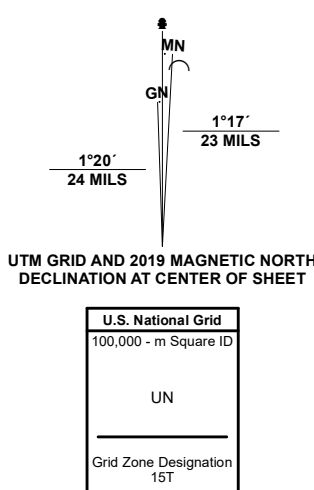 MN
GN
1°17´
23 MILS
1°20´
24 MILS
UTM GRID AND 2019 MAGNETIC NORTH
DECLINATION AT CENTER OF SHEET
U.S. National Grid
100,000 - m Square ID
UN
Grid Zone Designation
15T